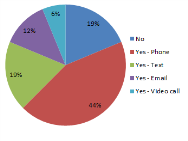 6%
19%
12%
19%
44%
No
Yes - Phone
Yes - Text
Yes - Email
Yes - Video call